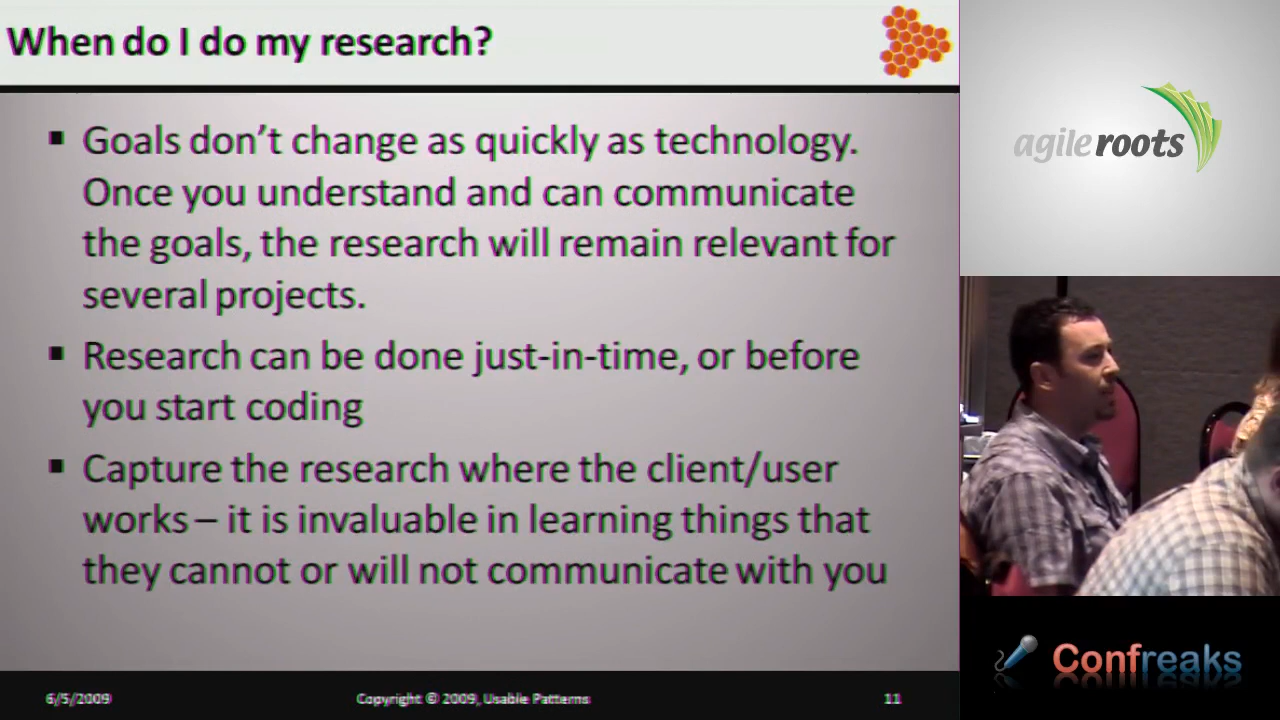 When do I do my research?
Goals don't change as quickly as technology.
Once you understand and can communicate
the goals, the research will remain relevant for
several projects.
Research can be done just-in-time, or before
you start coding
Capture the research where the client/user
works – it is invaluable in learning things that
they cannot or will not communicate with you
6/5/2009
Copyright © 2009, Usable Patterns
11
agile roots
Confreaks